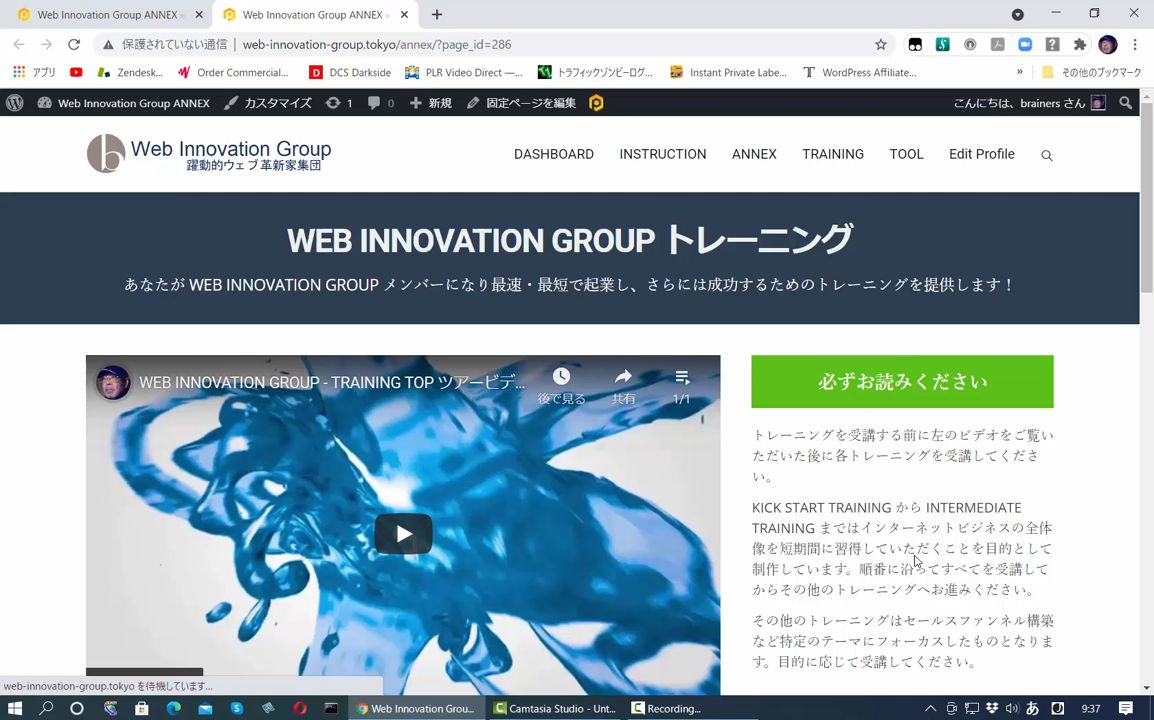 Web Innovation Group ANNEX
Web Innovation Group ANNEX
保護されていない通信 web-innovation-group.tokyo/annex/?page_id=286
アプリ Zendesk... Order Commercial... DCS Darkside PLR Video Direct —... トラフィックゾンビーログ... Instant Private Labe... WordPress Affiliate... » その他のブックマーク
Web Innovation Group ANNEX カスタマイズ 1 0 新規 固定ページを編集 こんにちは、brainers さん
Web Innovation Group
躍動的ウェブ革新家集団
DASHBOARD INSTRUCTION ANNEX TRAINING TOOL Edit Profile
WEB INNOVATION GROUP トレーニング
あなたが WEB INNOVATION GROUP メンバーになり最速・最短で起業し、さらには成功するためのトレーニングを提供します！
WEB INNOVATION GROUP - TRAINING TOP ツアービデ...
後で見る 共有 1/1
必ずお読みください
トレーニングを受講する前に左のビデオをご覧い
ただいた後に各トレーニングを受講してくださ
い。
KICK START TRAINING から INTERMEDIATE
TRAINING まではインターネットビジネスの全体
像を短期間に習得していただくことを目的として
制作しています。順番に沿ってすべてを受講して
からその他のトレーニングへお進みください。
その他のトレーニングはセールスファンネル構築
など特定のテーマにフォーカスしたものとなりま
す。目的に応じて受講してください。
web-innovation-group.tokyo を待機しています...
Web Innovation Grou... Camtasia Studio - Unt... Recording... あ 9:37